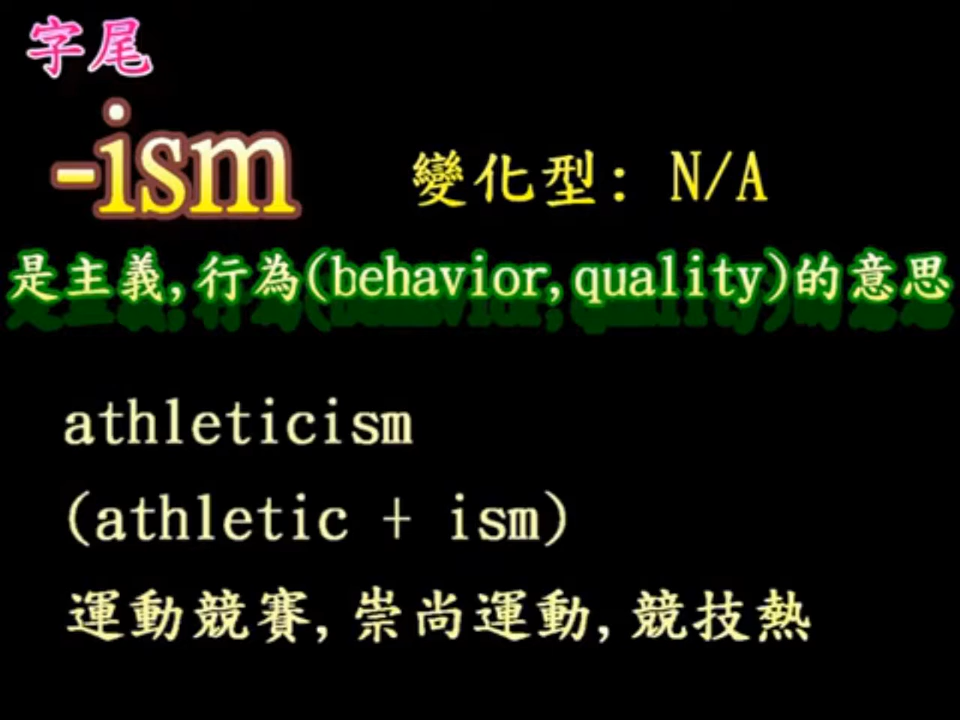 字尾
-ism 變化型: N/A
是主義,行為(behavior,quality)的意思
athleticism
(athletic + ism)
運動競賽,崇尚運動,競技熱